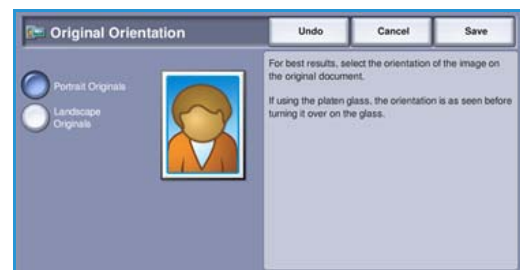 Original Orientation
Undo
Cancel
Save
Portrait Originals
Landscape
Originals
For best results, select the orientation of the image on
the original document.
If using the platen glass, the orientation is as seen before
turning it over on the glass.